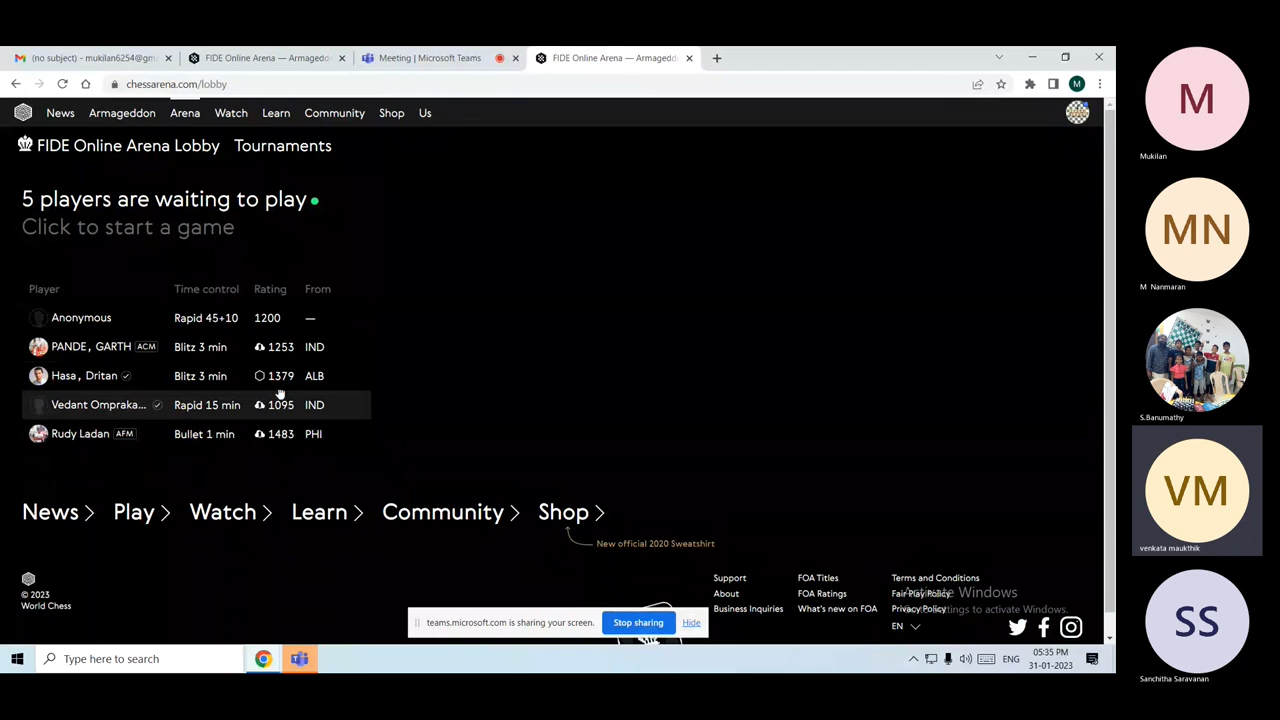 (no subject) - mukilan6254@gm
FIDE Online Arena — Armagedd
Meeting | Microsoft Teams
FIDE Online Arena — Armagedd
chessarena.com/lobby
M
News Armageddon Arena Watch Learn Community Shop Us
FIDE Online Arena Lobby Tournaments
5 players are waiting to play
Click to start a game
Player Time control Rating From
Anonymous Rapid 45+10 1200 —
PANDE, GARTH ACM Blitz 3 min 1253 IND
Hasa, Dritan Blitz 3 min 1379 ALB
Vedant Ompraka... Rapid 15 min 1095 IND
Rudy Ladan AFM Bullet 1 min 1483 PHI
News Play Watch Learn Community Shop
New official 2020 Sweatshirt
© 2023
World Chess
Support
About
Business Inquiries
FOA Titles
FOA Ratings
What's new on FOA
Terms and Conditions
Fair Play Policy
Privacy Policy
EN
Activate Windows
to activate Windows.
teams.microsoft.com is sharing your screen. Stop sharing Hide
Type here to search
ENG
05:35 PM
31-01-2023
M
Mukilan
MN
M Nanmaran
S.Banumathy
VM
venkata maukthik
SS
Sanchitha Saravanan